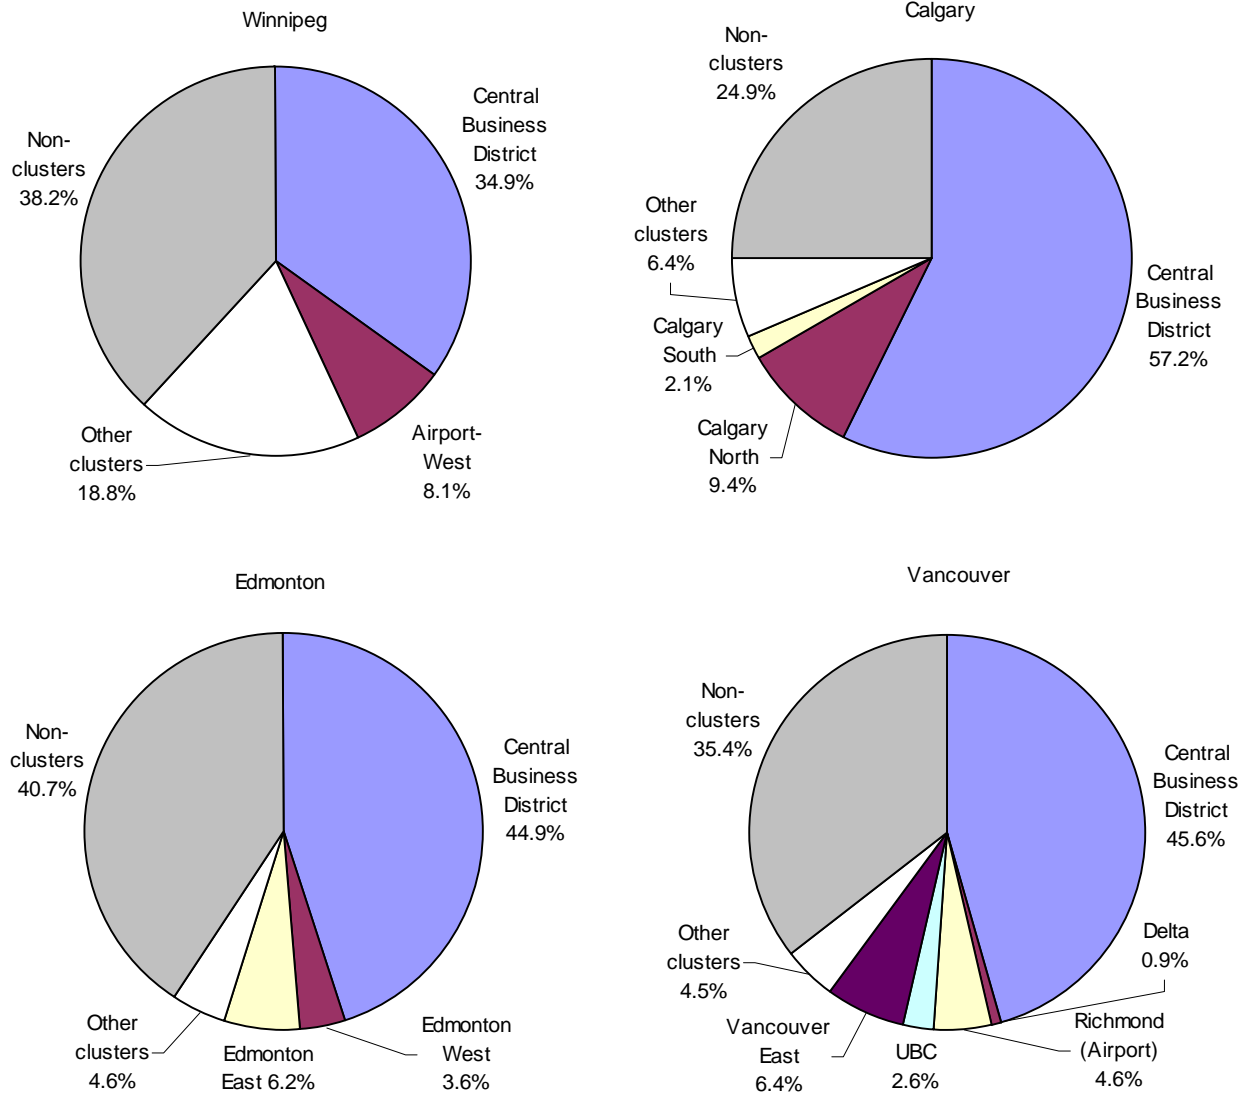 Winnipeg
Central
Business
District
34.9%
Non-
clusters
38.2%
Other
clusters
18.8%
Airport-
West
8.1%
Calgary
Non-
clusters
24.9%
Other
clusters
6.4%
Calgary
South
2.1%
Calgary
North
9.4%
Central
Business
District
57.2%
Edmonton
Non-
clusters
40.7%
Central
Business
District
44.9%
Other
clusters
4.6%
Edmonton
East 6.2%
Edmonton
West
3.6%
Vancouver
Non-
clusters
35.4%
Central
Business
District
45.6%
Other
clusters
4.5%
Vancouver
East
6.4%
UBC
2.6%
Richmond
(Airport)
4.6%
Delta
0.9%